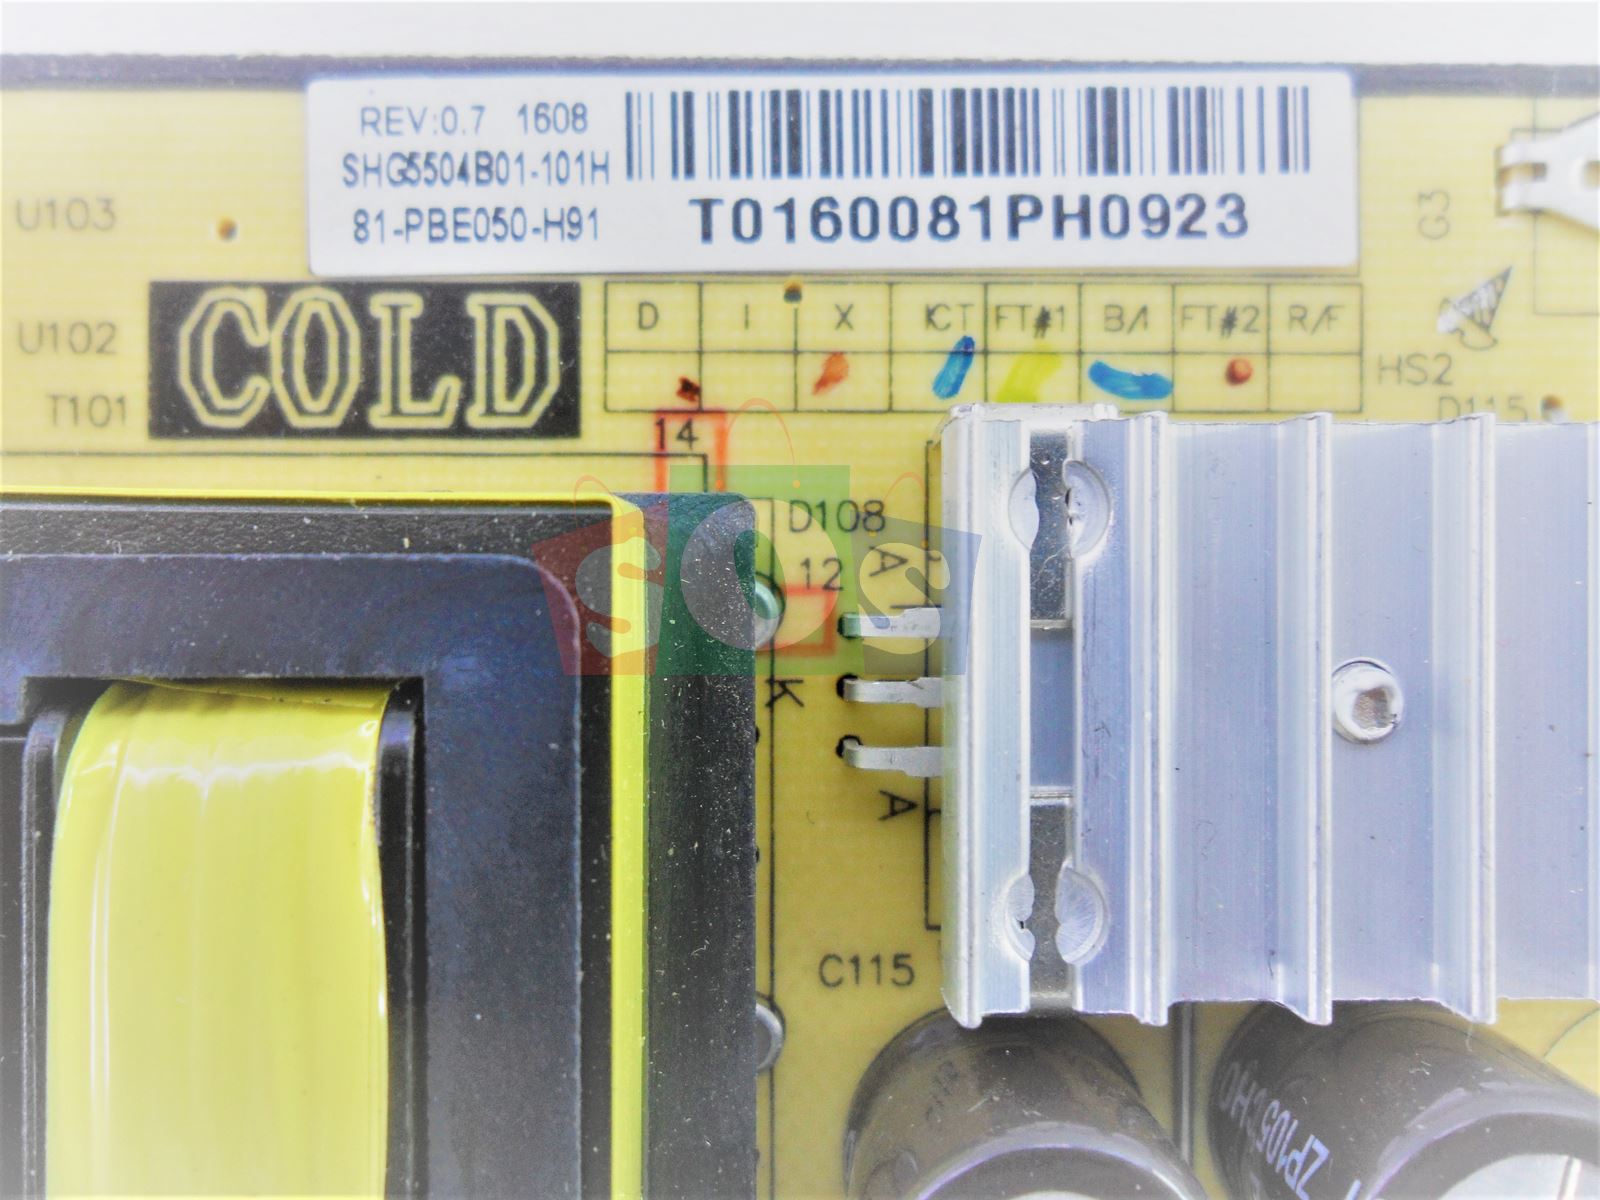 REV:0.7 1608
SHG5504B01-101H
81-PBE050-H91
T0160081PH0923
U103
G3
COLD
D I X ICT FT#1 B/I FT#2 R/F
U102
HS2
T101
D115
14
D108
A
12
SOS
K
A
C115